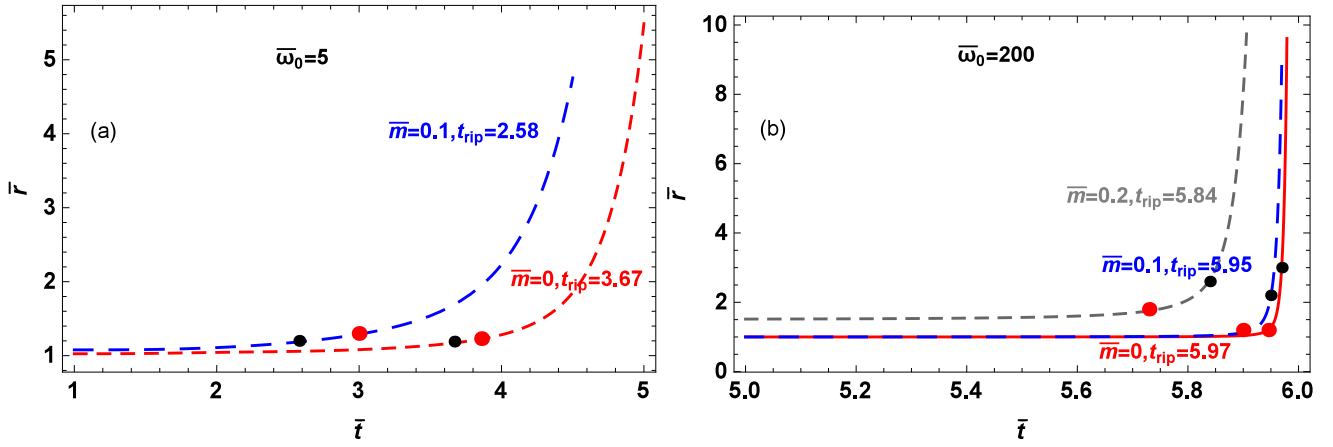 ω̅₀=5
(a)
m̅=0.1,t_rip=2.58
m̅=0,t_rip=3.67
r̅
5
4
3
2
1
1 2 3 4 5
t̅
ω̅₀=200
(b)
m̅=0.2,t_rip=5.84
m̅=0.1,t_rip=5.95
m̅=0,t_rip=5.97
r̅
10
8
6
4
2
0
5.0 5.2 5.4 5.6 5.8 6.0
t̅